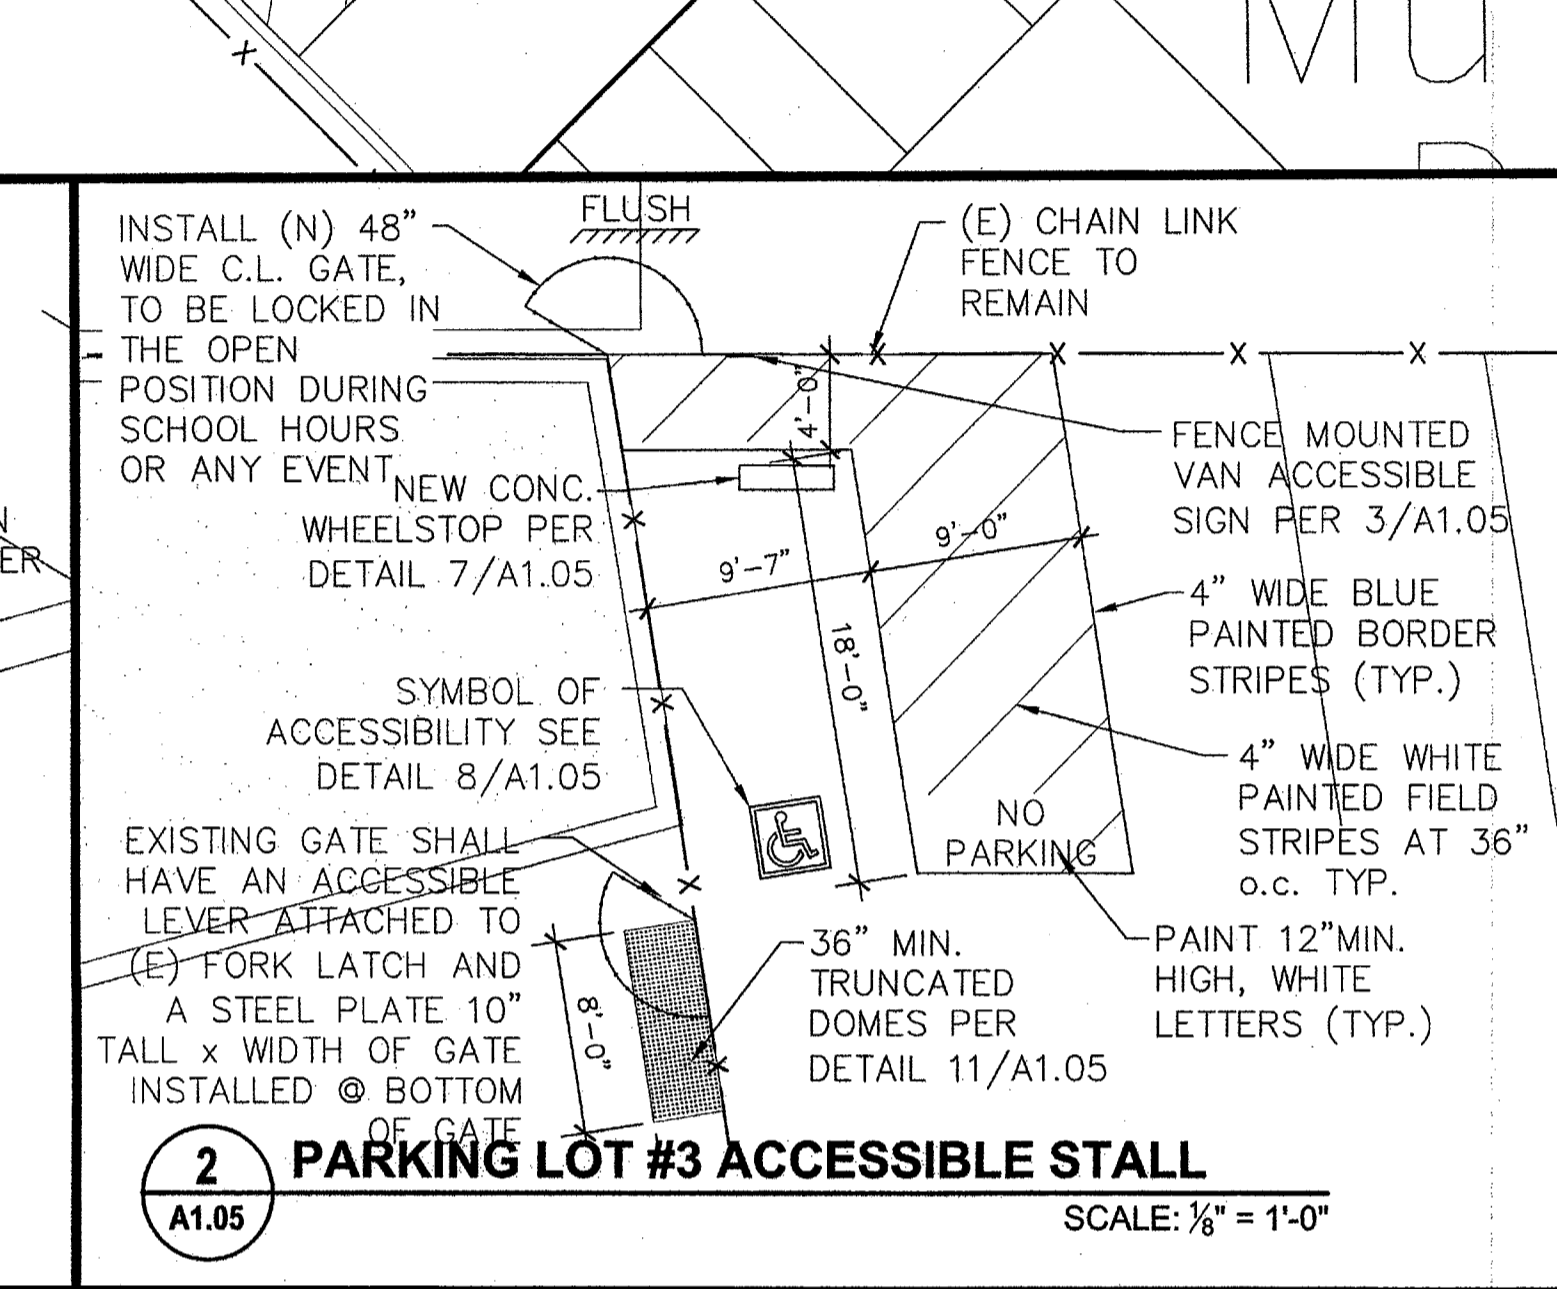 MU
INSTALL (N) 48"
WIDE C.L. GATE,
TO BE LOCKED IN
THE OPEN
POSITION DURING
SCHOOL HOURS
OR ANY EVENT
FLUSH
(E) CHAIN LINK
FENCE TO
REMAIN
4'-0"
FENCE MOUNTED
VAN ACCESSIBLE
SIGN PER 3/A1.05
NEW CONC.
WHEELSTOP PER
DETAIL 7/A1.05
9'-7"
9'-0"
18'-0"
4" WIDE BLUE
PAINTED BORDER
STRIPES (TYP.)
SYMBOL OF
ACCESSIBILITY SEE
DETAIL 8/A1.05
4" WIDE WHITE
PAINTED FIELD
STRIPES AT 36"
o.c. TYP.
NO
PARKING
EXISTING GATE SHALL
HAVE AN ACCESSIBLE
LEVER ATTACHED TO
(E) FORK LATCH AND
A STEEL PLATE 10"
TALL x WIDTH OF GATE
INSTALLED @ BOTTOM
OF GATE
8'-0"
36" MIN.
TRUNCATED
DOMES PER
DETAIL 11/A1.05
PAINT 12"MIN.
HIGH, WHITE
LETTERS (TYP.)
2
A1.05
PARKING LOT #3 ACCESSIBLE STALL
SCALE: ⅛" = 1'-0"